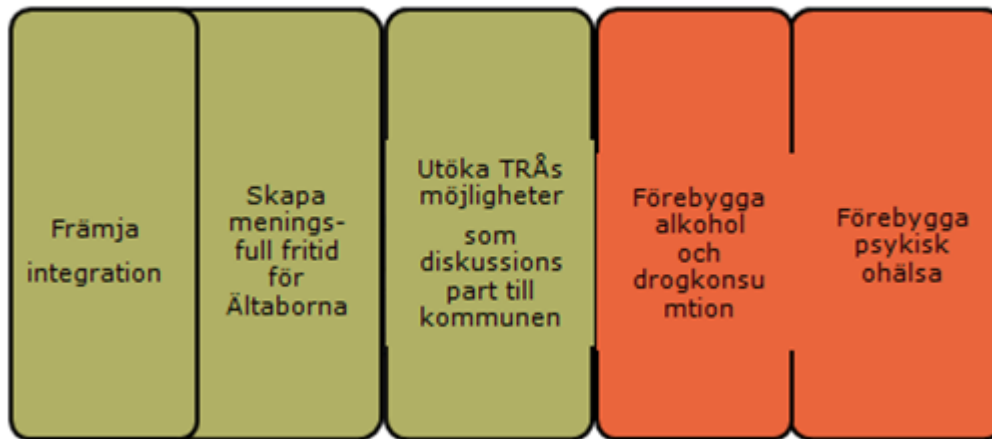 Främja
integration
Skapa
menings-
full fritid
för
Ältaborna
Utöka TRÅs
möjligheter
som
diskussions
part till
kommunen
Förebygga
alkohol
och
drogkonsu
mtion
Förebygga
psykisk
ohälsa